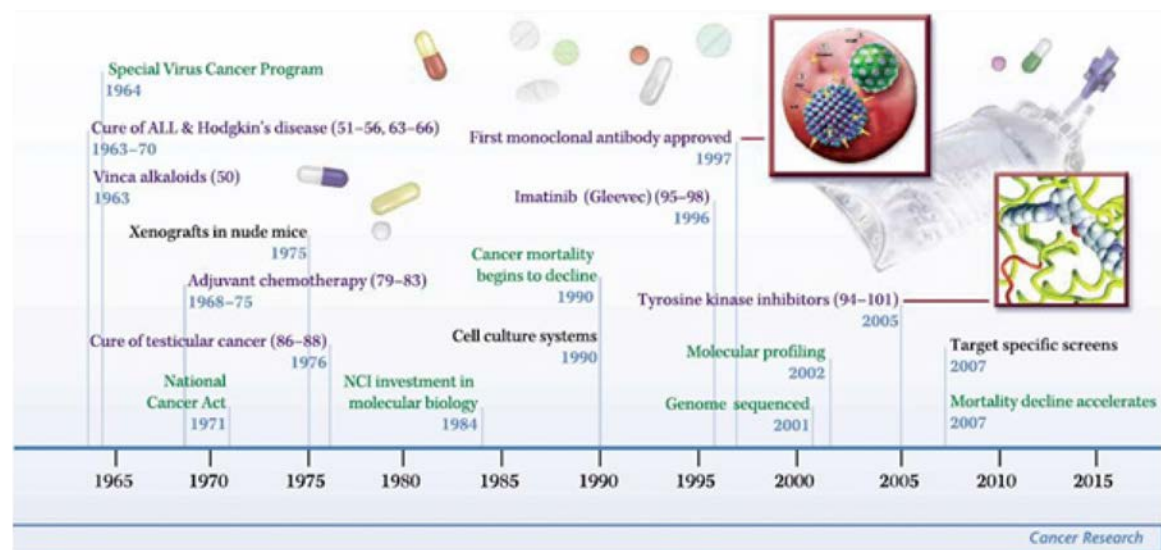 Special Virus Cancer Program
1964
Cure of ALL & Hodgkin's disease (51–56, 63–66)
1963–70
Vinca alkaloids (50)
1963
Xenografts in nude mice
1975
Adjuvant chemotherapy (79–83)
1968–75
Cure of testicular cancer (86–88)
1976
National
Cancer Act
1971
NCI investment in
molecular biology
1984
First monoclonal antibody approved
1997
Imatinib (Gleevec) (95–98)
1996
Cancer mortality
begins to decline
1990
Tyrosine kinase inhibitors (94–101)
2005
Cell culture systems
1990
Molecular profiling
2002
Genome sequenced
2001
Target specific screens
2007
Mortality decline accelerates
2007
1965 1970 1975 1980 1985 1990 1995 2000 2005 2010 2015
Cancer Research